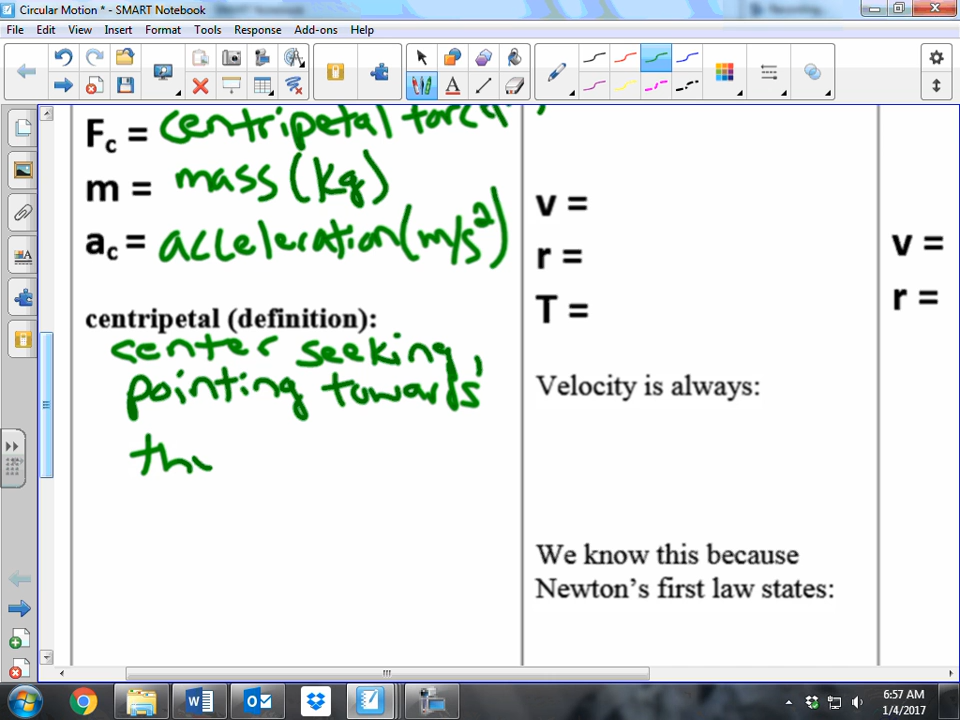 Circular Motion * - SMART Notebook
File Edit View Insert Format Tools Response Add-ons Help
Fc = centripetal force
m = mass (kg)
ac = acceleration (m/s²)
centripetal (definition):
center seeking,
pointing towards
the
v =
r =
T =
Velocity is always:
We know this because
Newton's first law states:
v =
r =
6:57 AM
1/4/2017